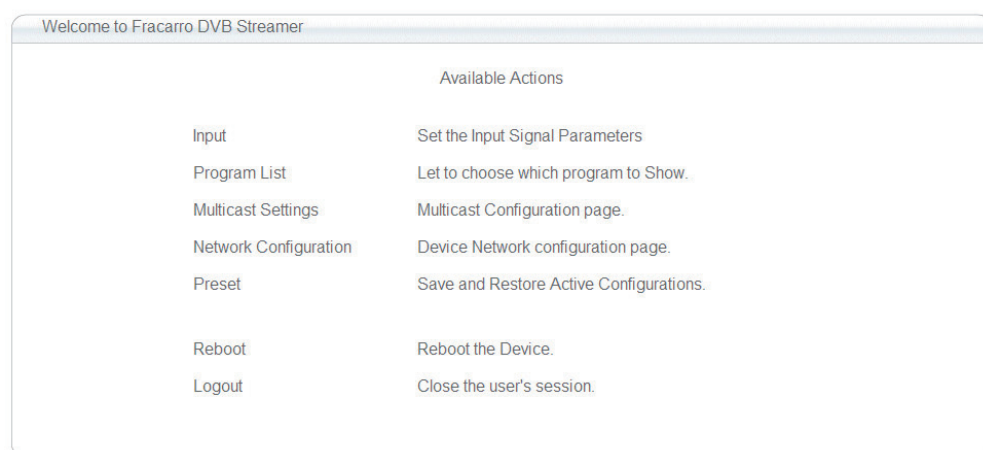 Welcome to Fracarro DVB Streamer
Available Actions
Input Set the Input Signal Parameters
Program List Let to choose which program to Show.
Multicast Settings Multicast Configuration page.
Network Configuration Device Network configuration page.
Preset Save and Restore Active Configurations.
Reboot Reboot the Device.
Logout Close the user's session.